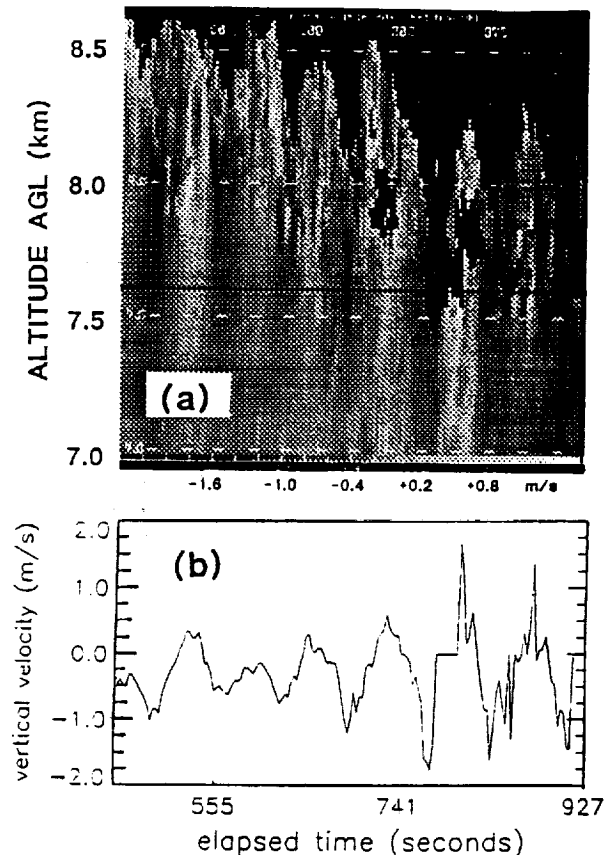 8.5
8.0
7.5
7.0
ALTITUDE AGL (km)
(a)
-1.6 -1.0 -0.4 +0.2 +0.8 m/s
2.0
1.0
0.0
-1.0
-2.0
vertical velocity (m/s)
(b)
555 741 927
elapsed time (seconds)